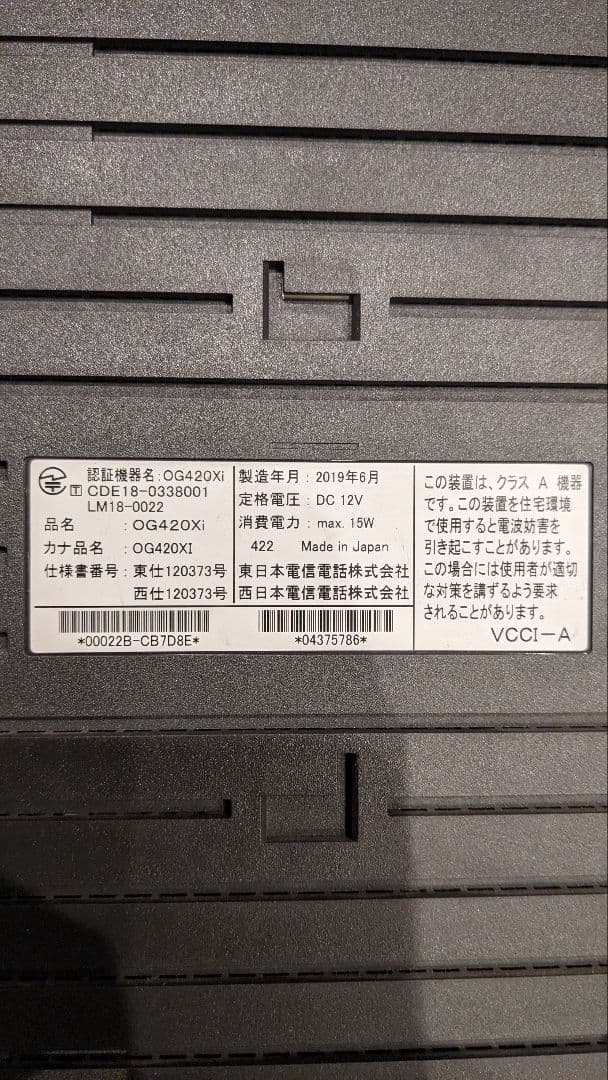 認証機器名:OG420Xi
T CDE18-0338001
LM18-0022
品名 :OG420Xi
カナ品名 :OG420XI
仕様書番号:東仕120373号
西仕120373号
*00022B-CB7D8E*
製造年月:2019年6月
定格電圧:DC 12V
消費電力:max. 15W
422 Made in Japan
東日本電信電話株式会社
西日本電信電話株式会社
*04375786*
この装置は、クラス A 機器
です。この装置を住宅環境
で使用すると電波妨害を
引き起こすことがあります。
この場合には使用者が適切
な対策を講ずるよう要求
されることがあります。
VCCI-A